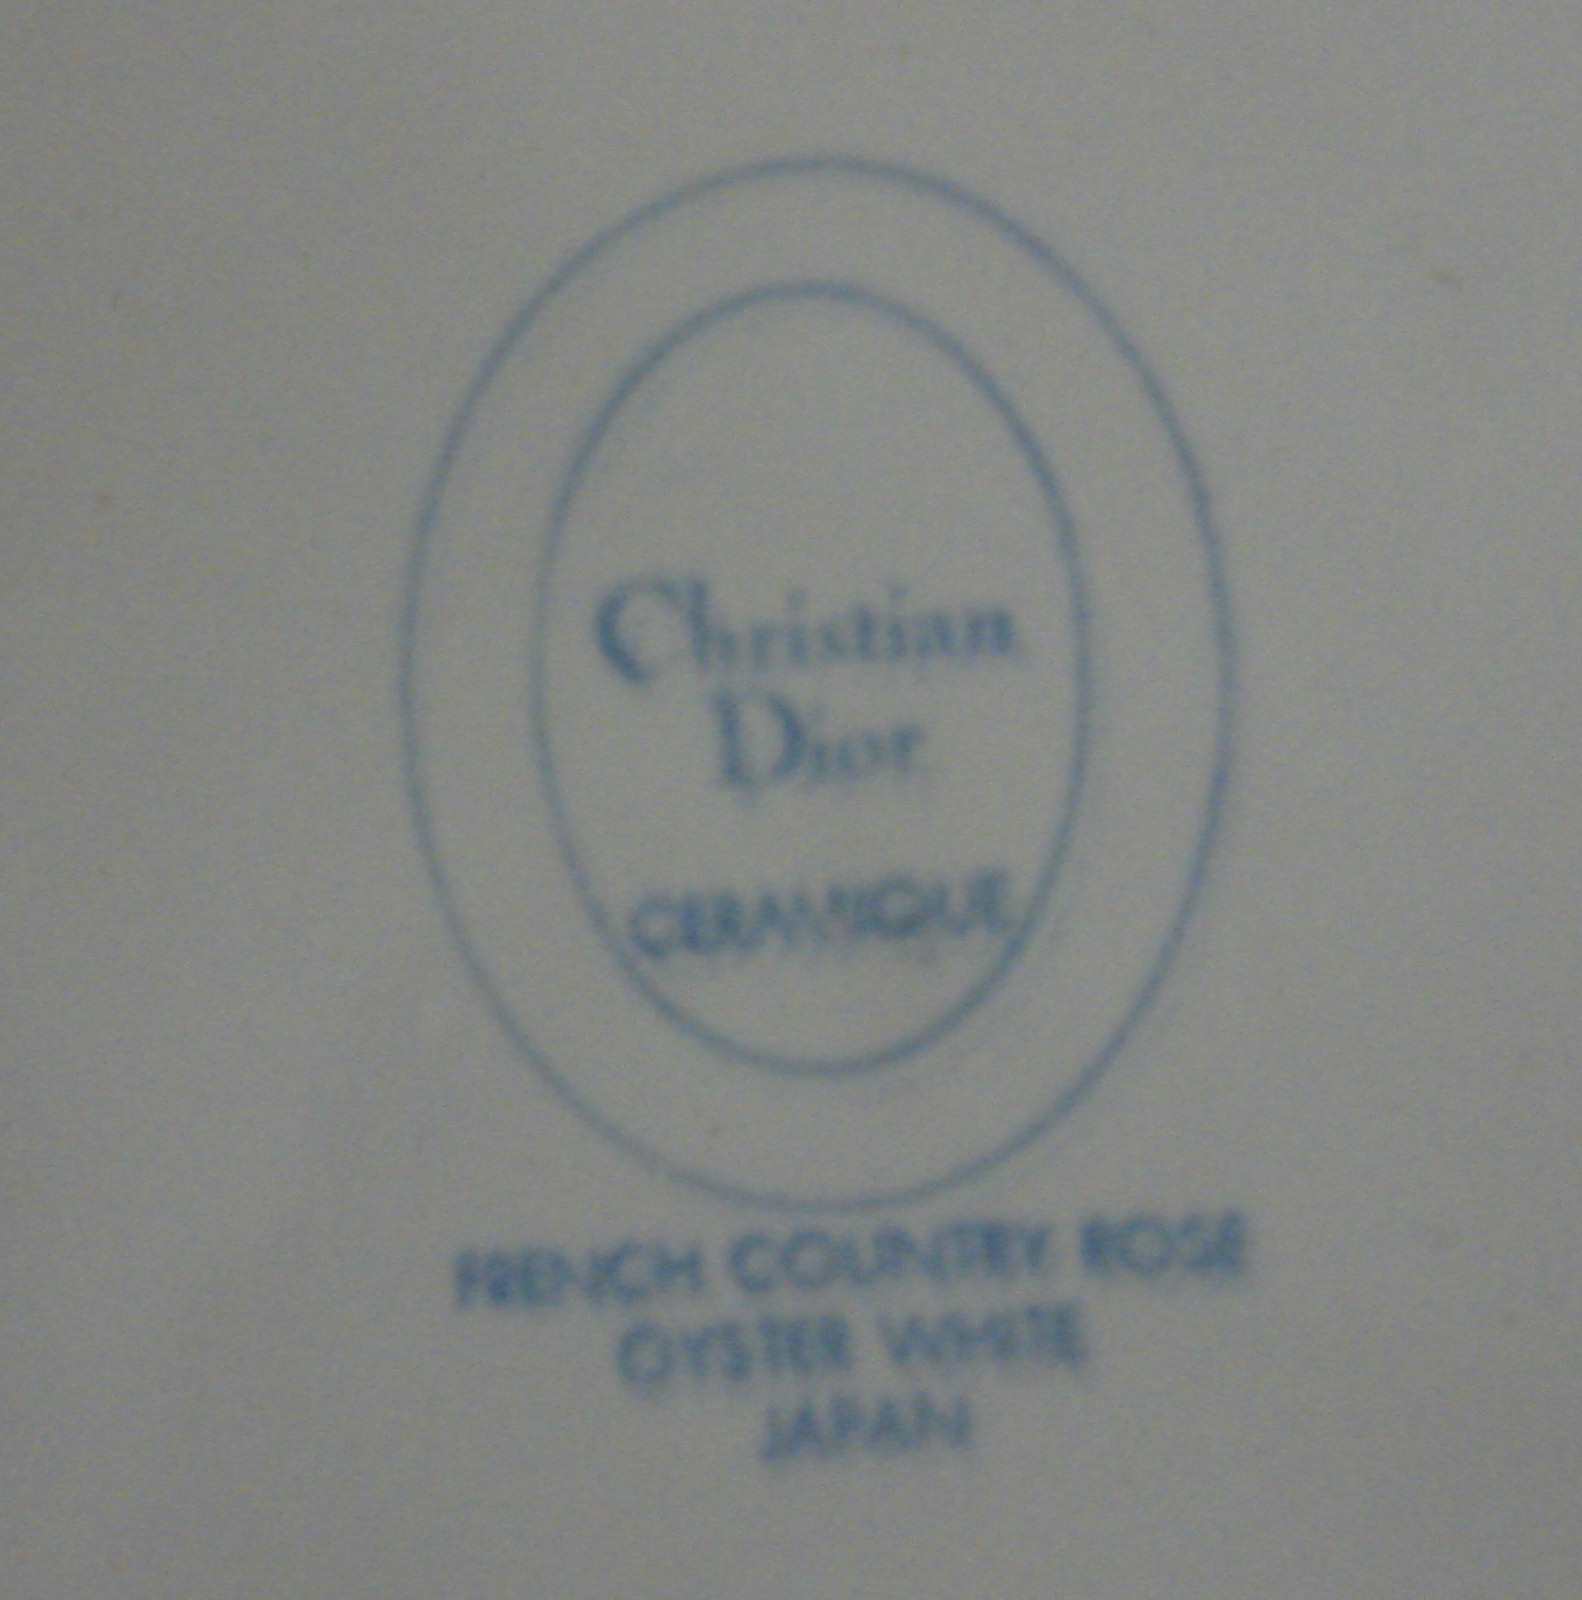 Christian
Dior
CERAMIQUE
FRENCH COUNTRY ROSE
OYSTER WHITE
JAPAN